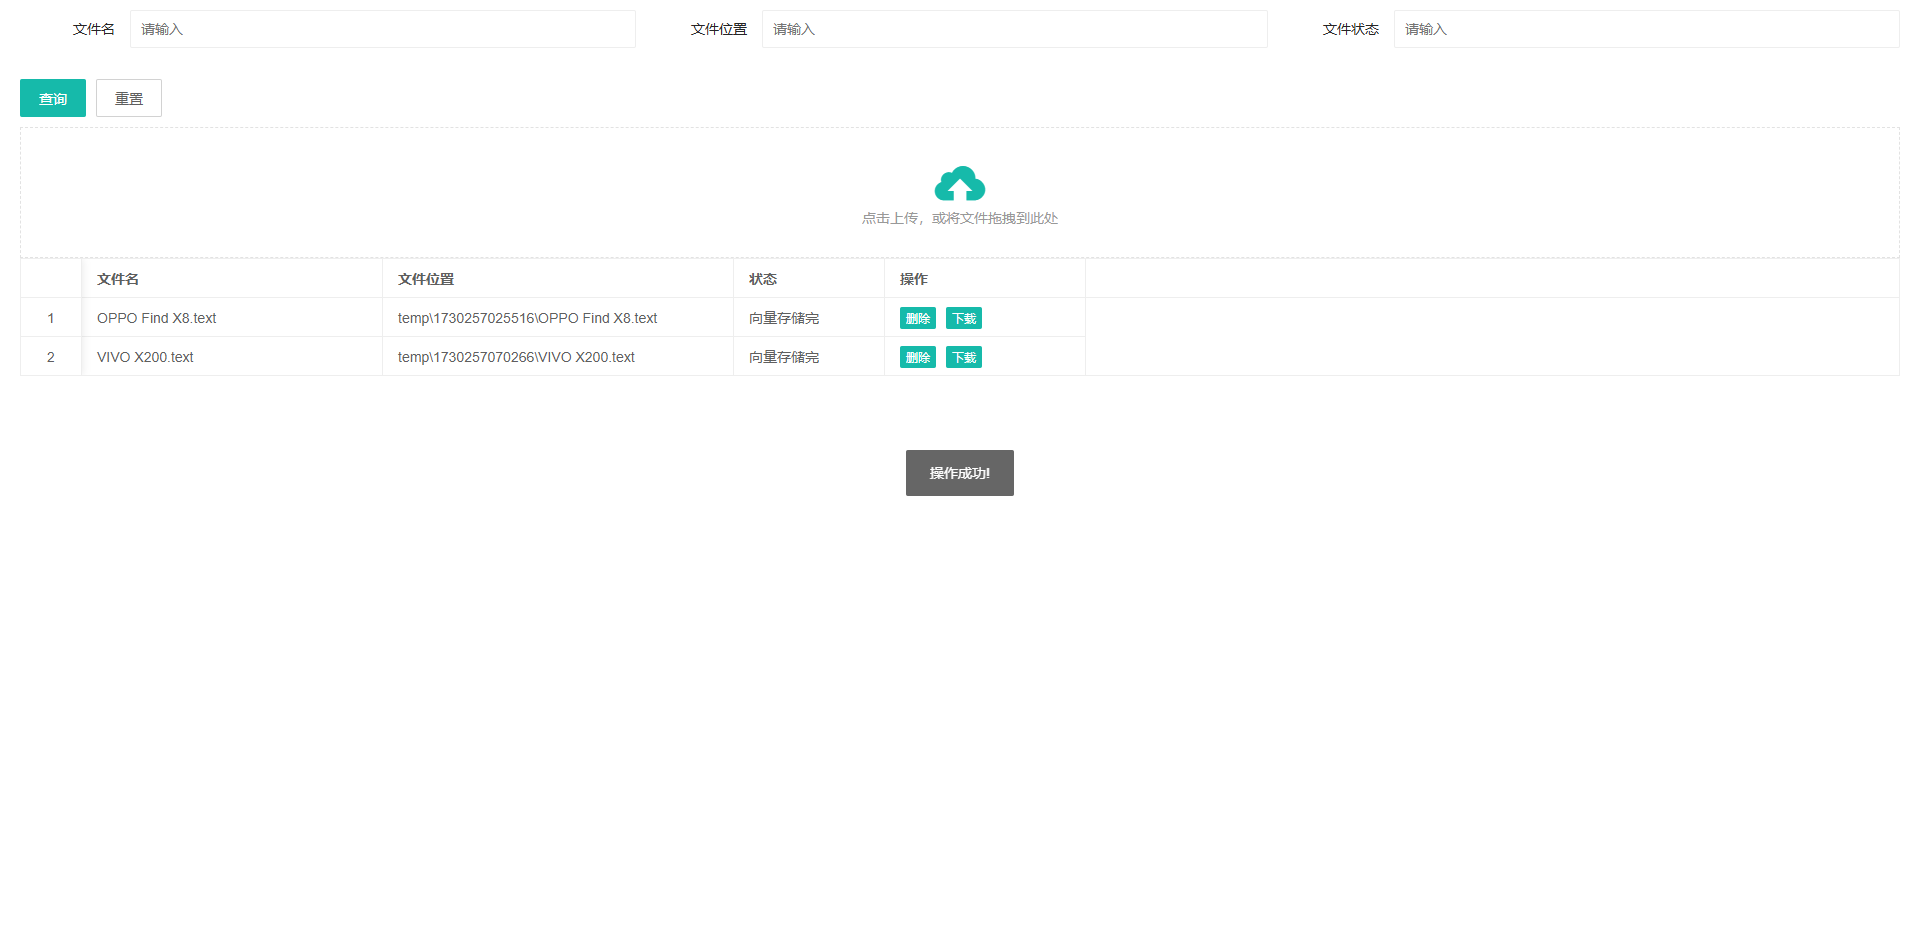 文件名 请输入 文件位置 请输入 文件状态 请输入
查询 重置
点击上传，或将文件拖拽到此处
文件名 文件位置 状态 操作
1 OPPO Find X8.text temp\1730257025516\OPPO Find X8.text 向量存储完 删除 下载
2 VIVO X200.text temp\1730257070266\VIVO X200.text 向量存储完 删除 下载
操作成功!